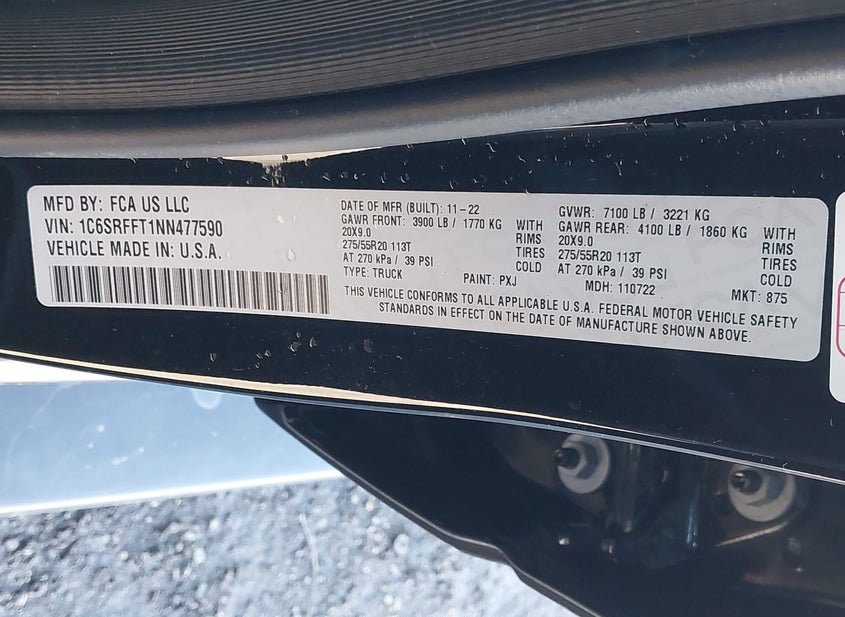 MFD BY: FCA US LLC
VIN: 1C6SRFFT1NN477590
VEHICLE MADE IN: U.S.A.
DATE OF MFR (BUILT): 11-22
GAWR FRONT: 3900 LB / 1770 KG WITH
20X9.0 RIMS
275/55R20 113T TIRES
AT 270 kPa / 39 PSI COLD
TYPE: TRUCK PAINT: PXJ
GVWR: 7100 LB / 3221 KG
GAWR REAR: 4100 LB / 1860 KG WITH
20X9.0 RIMS
275/55R20 113T TIRES
AT 270 kPa / 39 PSI COLD
MDH: 110722 MKT: 875
THIS VEHICLE CONFORMS TO ALL APPLICABLE U.S.A. FEDERAL MOTOR VEHICLE SAFETY
STANDARDS IN EFFECT ON THE DATE OF MANUFACTURE SHOWN ABOVE.